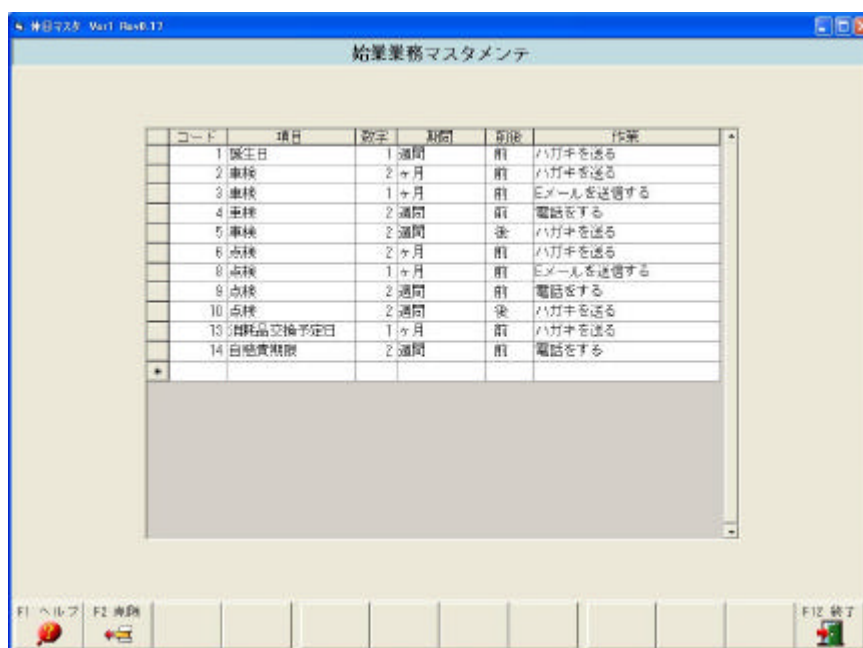 休日マスタ Ver1 Rev0.17
始業業務マスタメンテ
コード 項目 数字 期間 前後 作業
1 誕生日 1 週間 前 ハガキを送る
2 車検 2 ヶ月 前 ハガキを送る
3 車検 1 ヶ月 前 Eメールを送信する
4 車検 2 週間 前 電話をする
5 車検 2 週間 後 ハガキを送る
6 点検 2 ヶ月 前 ハガキを送る
8 点検 1 ヶ月 前 Eメールを送信する
9 点検 2 週間 前 電話をする
10 点検 2 週間 後 ハガキを送る
13 消耗品交換予定日 1 ヶ月 前 ハガキを送る
14 自賠責期限 2 週間 前 電話をする
F1 ヘルプ F2 削除 F12 終了